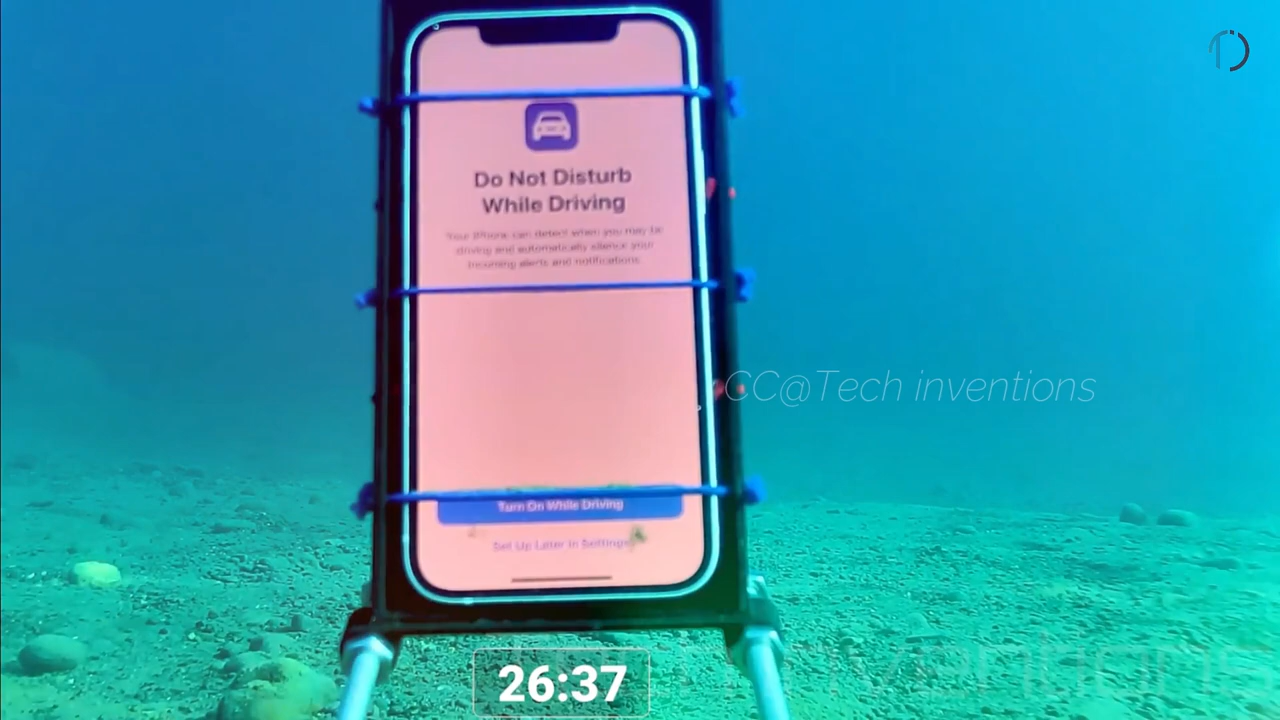 Do Not Disturb
While Driving
Your iPhone can detect when you may be
driving and automatically silence your
incoming alerts and notifications.
CC@Tech inventions
Turn On While Driving
Set Up Later in Settings
26:37